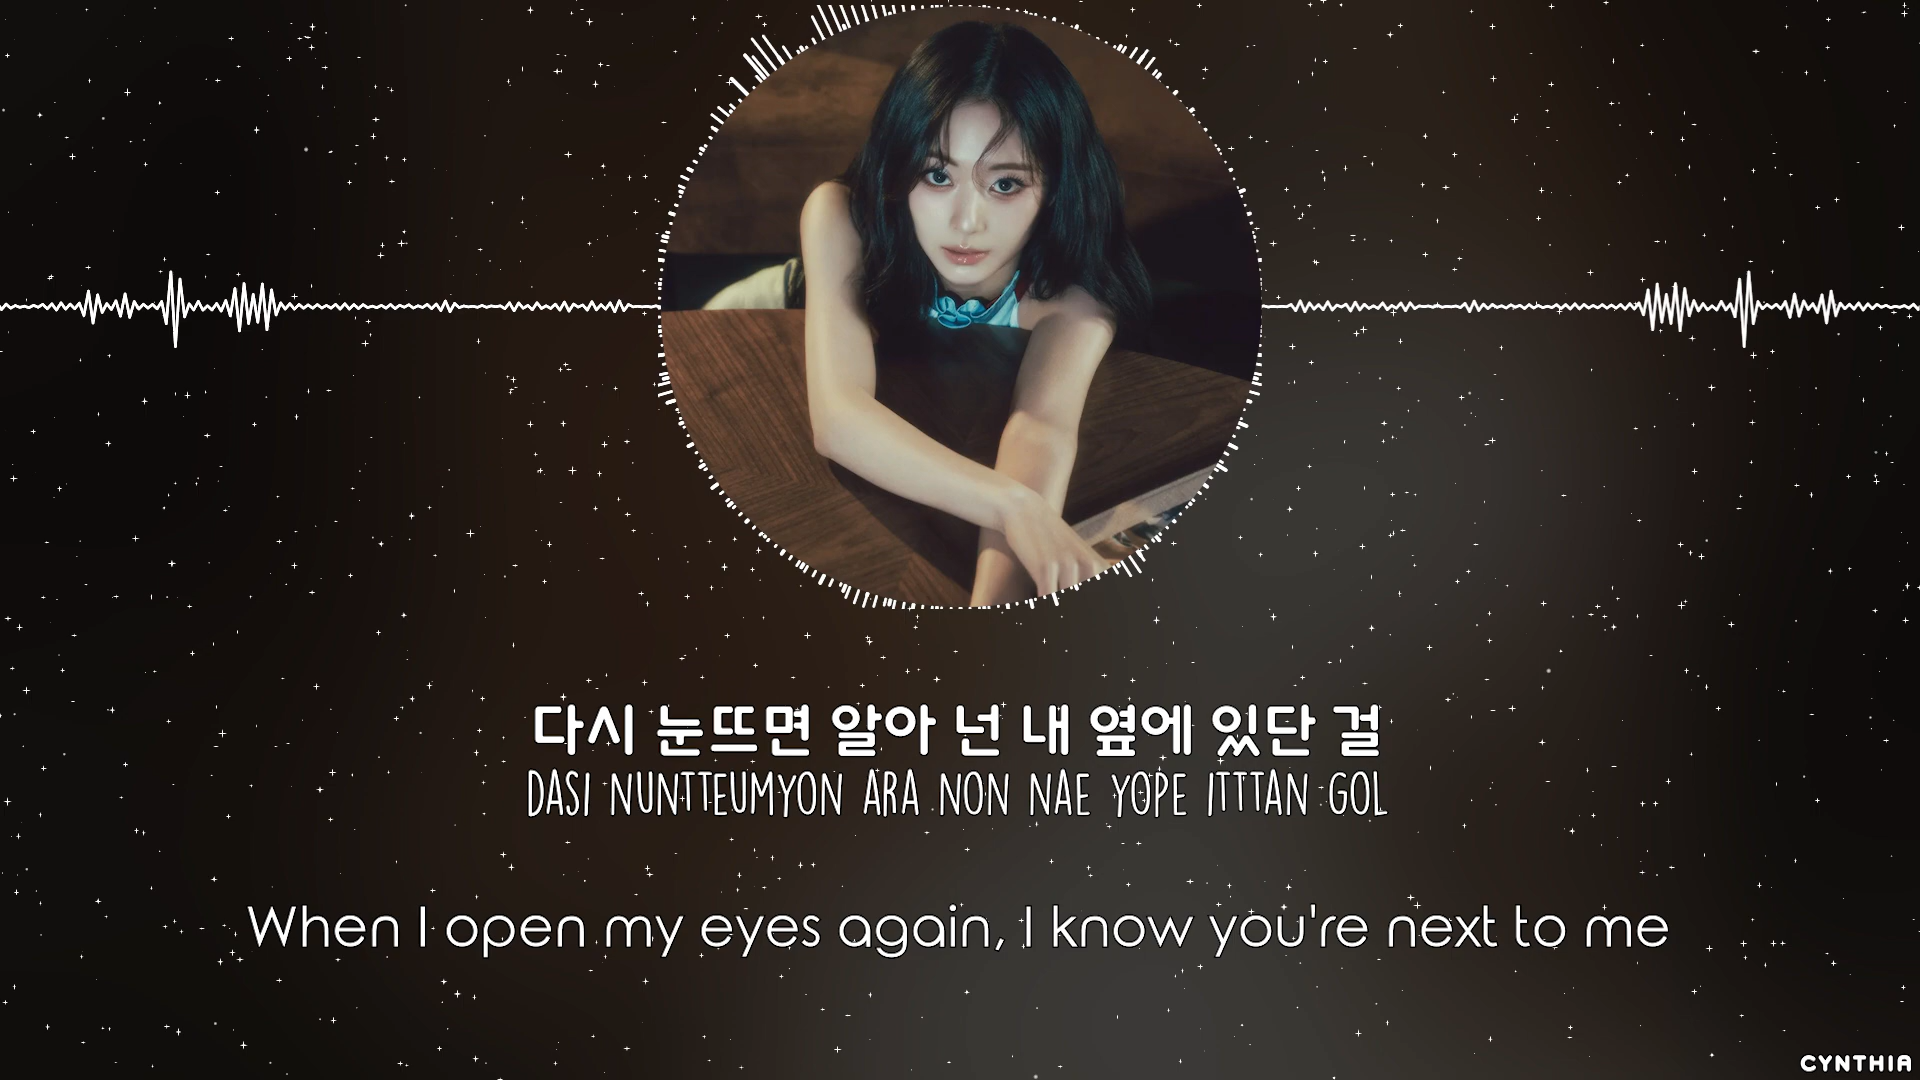 다시 눈뜨면 알아 넌 내 옆에 있단 걸
DASI NUNTTEUMYON ARA NON NAE YOPE ITTTAN GOL
When I open my eyes again, I know you're next to me
CYNTHIA